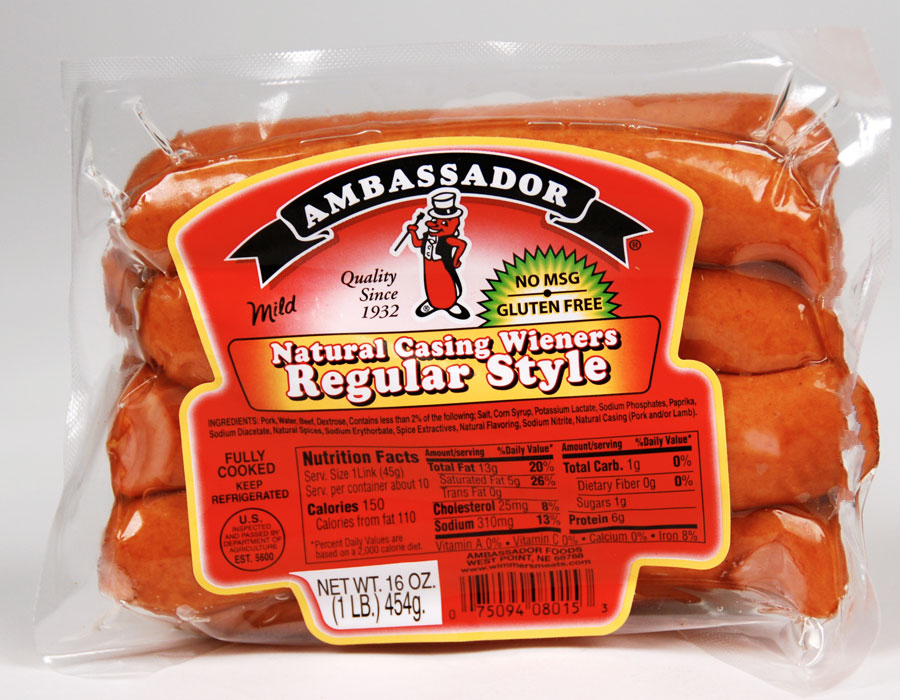 AMBASSADOR
®
Mild
Quality
Since
1932
NO MSG
GLUTEN FREE
Natural Casing Wieners
Regular Style
INGREDIENTS: Pork, Water, Beef, Dextrose, Contains less than 2% of the following: Salt, Corn Syrup, Potassium Lactate, Sodium Phosphates, Paprika,
Sodium Diacetate, Natural Spices, Sodium Erythorbate, Spice Extractives, Natural Flavoring, Sodium Nitrite, Natural Casing (Pork and/or Lamb).
FULLY
COOKED
KEEP
REFRIGERATED
U.S.
INSPECTED
AND PASSED BY
DEPARTMENT OF
AGRICULTURE
EST. 5600
Nutrition Facts
Serv. Size 1Link (45g)
Serv. per container about 10
Calories 150
Calories from fat 110
*Percent Daily Values are
based on a 2,000 calorie diet.
Amount/serving %Daily Value*
Total Fat 13g 20%
Saturated Fat 5g 26%
Trans Fat 0g
Cholesterol 25mg 8%
Sodium 310mg 13%
Amount/serving %Daily Value*
Total Carb. 1g 0%
Dietary Fiber 0g 0%
Sugars 1g
Protein 6g
Vitamin A 0% • Vitamin C 0% • Calcium 0% • Iron 8%
AMBASSADOR FOODS
WEST POINT, NE 68788
www.wimmersmeats.com
NET WT. 16 OZ.
(1 LB.) 454g.
0 75094 08015 3